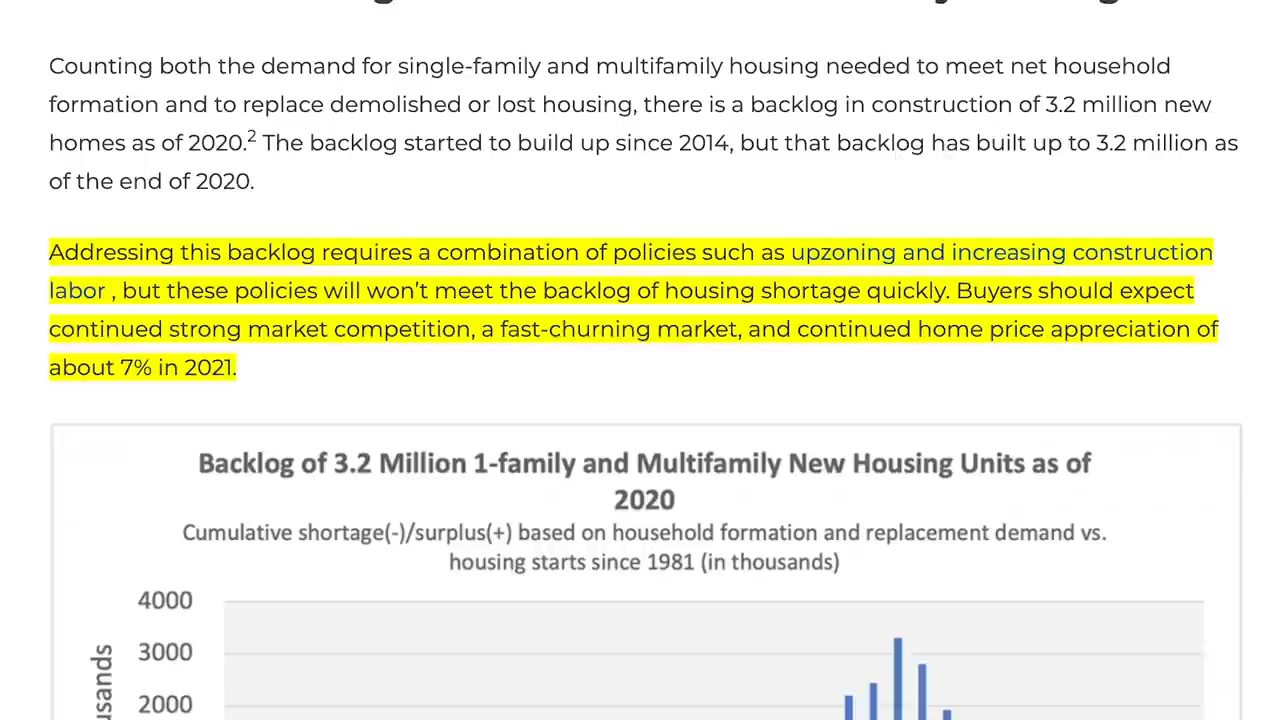 Counting both the demand for single-family and multifamily housing needed to meet net household
formation and to replace demolished or lost housing, there is a backlog in construction of 3.2 million new
homes as of 2020.2 The backlog started to build up since 2014, but that backlog has built up to 3.2 million as
of the end of 2020.
Addressing this backlog requires a combination of policies such as upzoning and increasing construction
labor , but these policies will won’t meet the backlog of housing shortage quickly. Buyers should expect
continued strong market competition, a fast-churning market, and continued home price appreciation of
about 7% in 2021.
Backlog of 3.2 Million 1-family and Multifamily New Housing Units as of
2020
Cumulative shortage(-)/surplus(+) based on household formation and replacement demand vs.
housing starts since 1981 (in thousands)
4000
3000
2000
usands